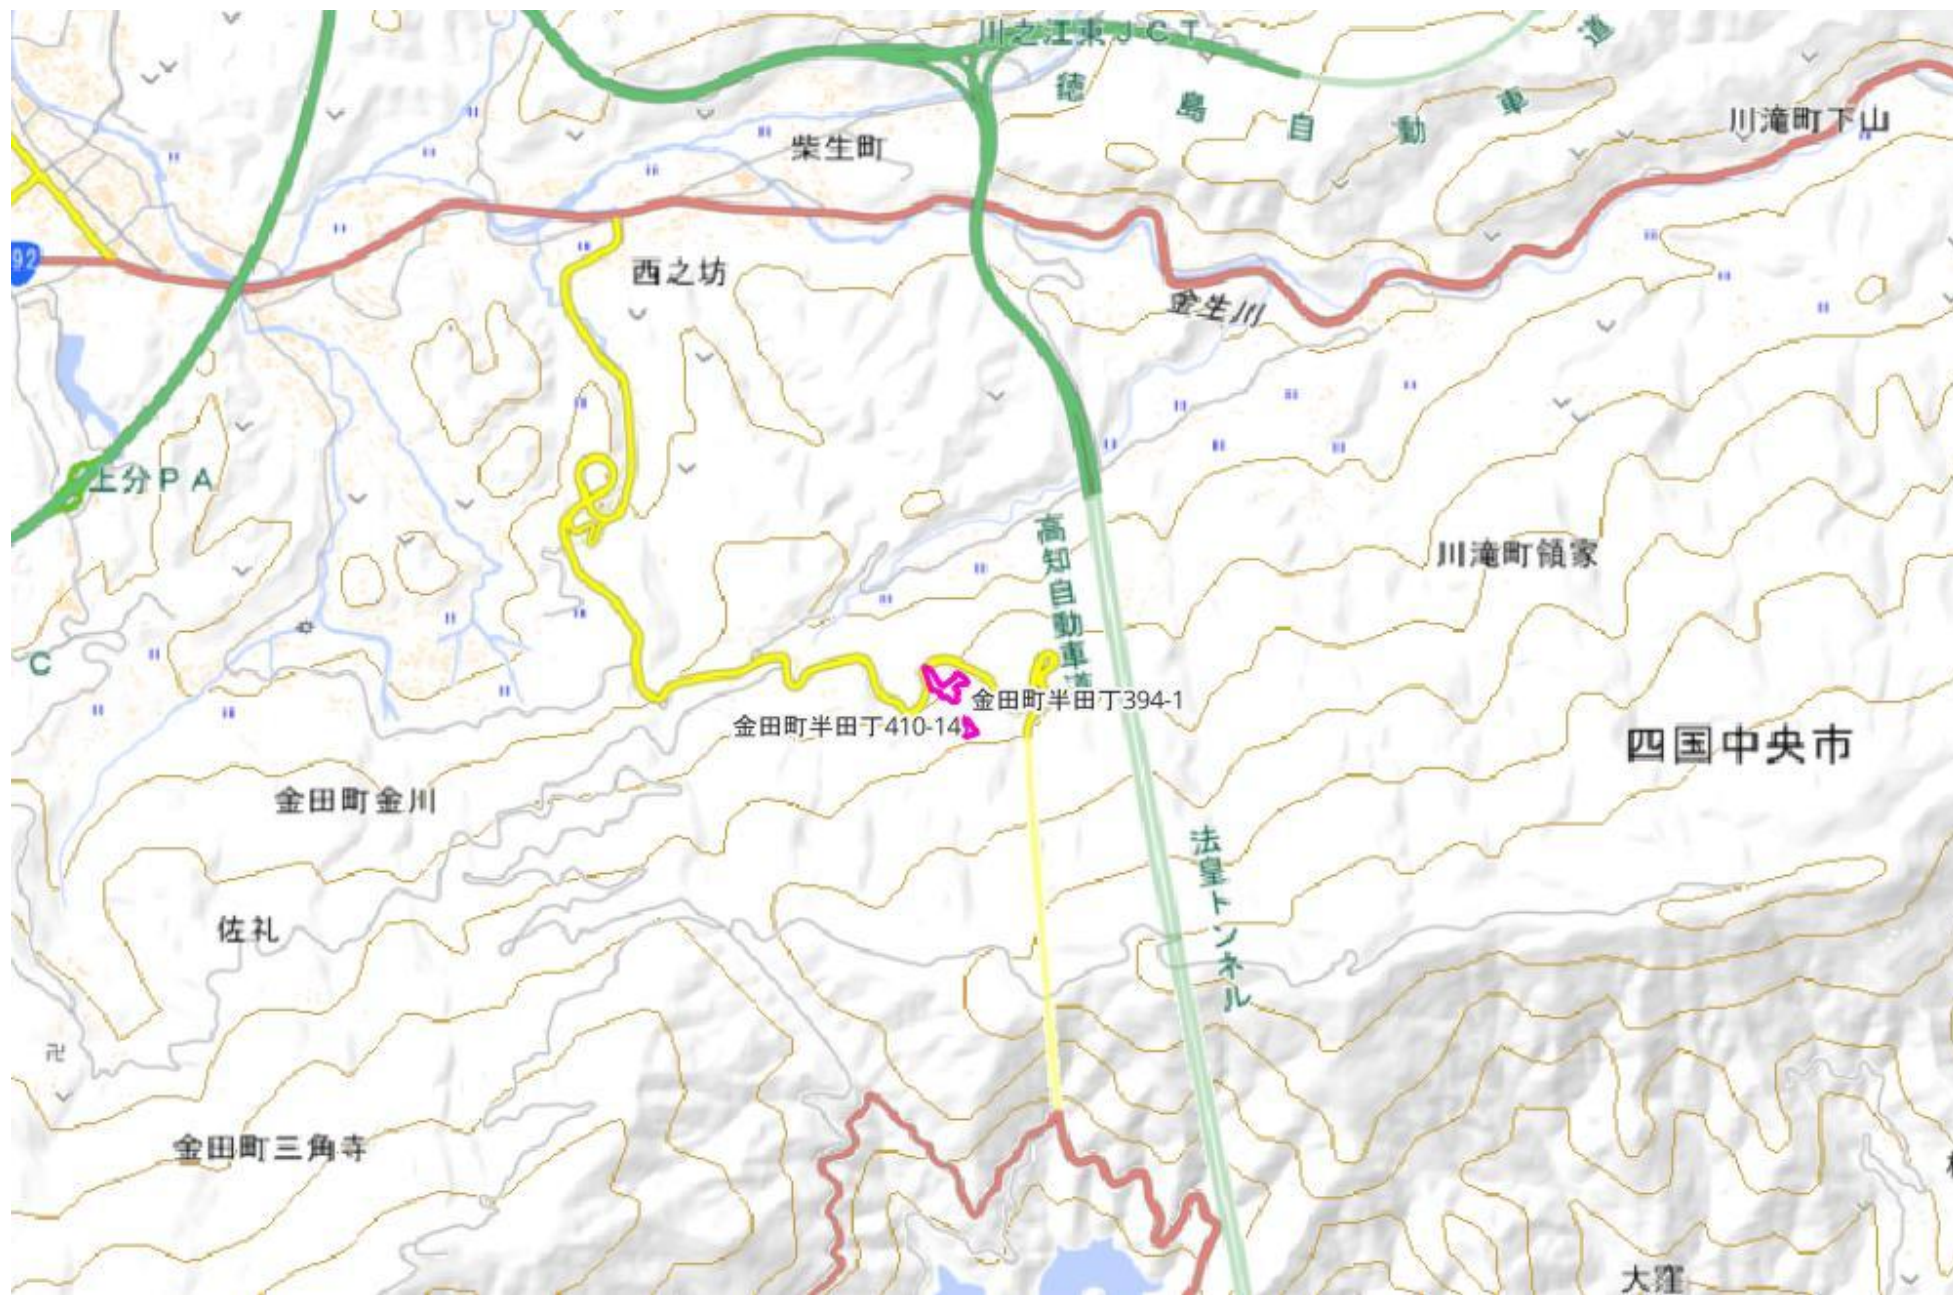 川之江東JCT
徳島自動車道
川滝町下山
柴生町
92
西之坊
金生川
上分PA
高知自動車道
川滝町領家
C
金田町半田丁394-1
金田町半田丁410-14
四国中央市
金田町金川
法皇トンネル
佐礼
卍
金田町三角寺
大窪